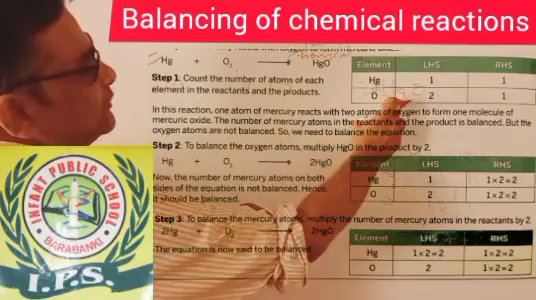 Balancing of chemical reactions
Hg + O₂ → HgO
Step 1: Count the number of atoms of each
element in the reactants and the products.
Element LHS RHS
Hg 1 1
O 2 1
In this reaction, one atom of mercury reacts with two atoms of oxygen to form one molecule of
mercuric oxide. The number of mercury atoms in the reactants and the product is balanced. But the
oxygen atoms are not balanced. So, we need to balance the equation.
Step 2: To balance the oxygen atoms, multiply HgO in the product by 2.
Hg + O₂ → 2HgO
Now, the number of mercury atoms on both
sides of the equation is not balanced. Hence,
it should be balanced.
Element LHS RHS
Hg 1 1×2=2
O 2 1×2=2
Step 3: To balance the mercury atoms, multiply the number of mercury atoms in the reactants by 2.
2Hg + O₂ → 2HgO
The equation is now said to be balanced.
Element LHS RHS
Hg 1×2=2 1×2=2
O 2 1×2=2
INFANT PUBLIC SCHOOL
BARABANKI
I.P.S.